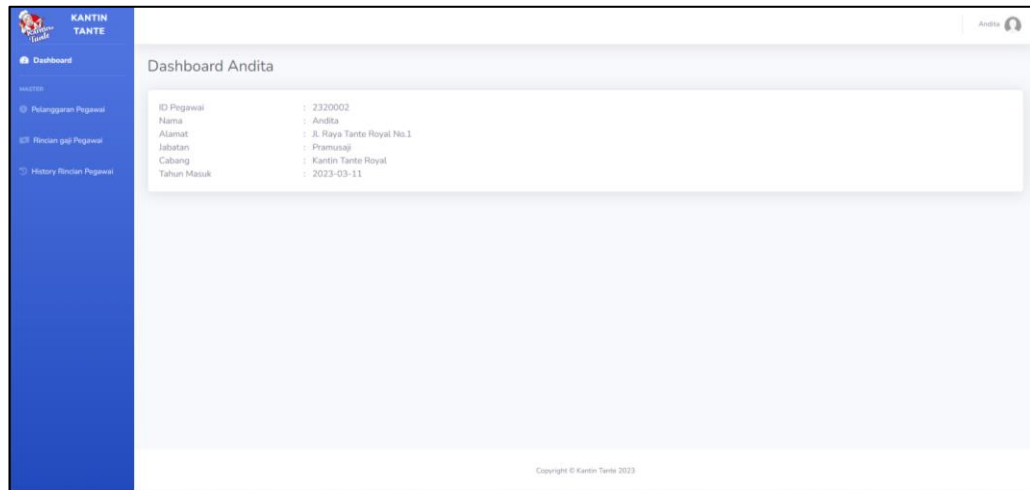 Kantin
Tante
KANTIN
TANTE
Andita
Dashboard
Dashboard Andita
MASTER
Pelanggaran Pegawai
Rincian gaji Pegawai
History Rincian Pegawai
ID Pegawai : 2320002
Nama : Andita
Alamat : Jl. Raya Tante Royal No.1
Jabatan : Pramusaji
Cabang : Kantin Tante Royal
Tahun Masuk : 2023-03-11
Copyright © Kantin Tante 2023